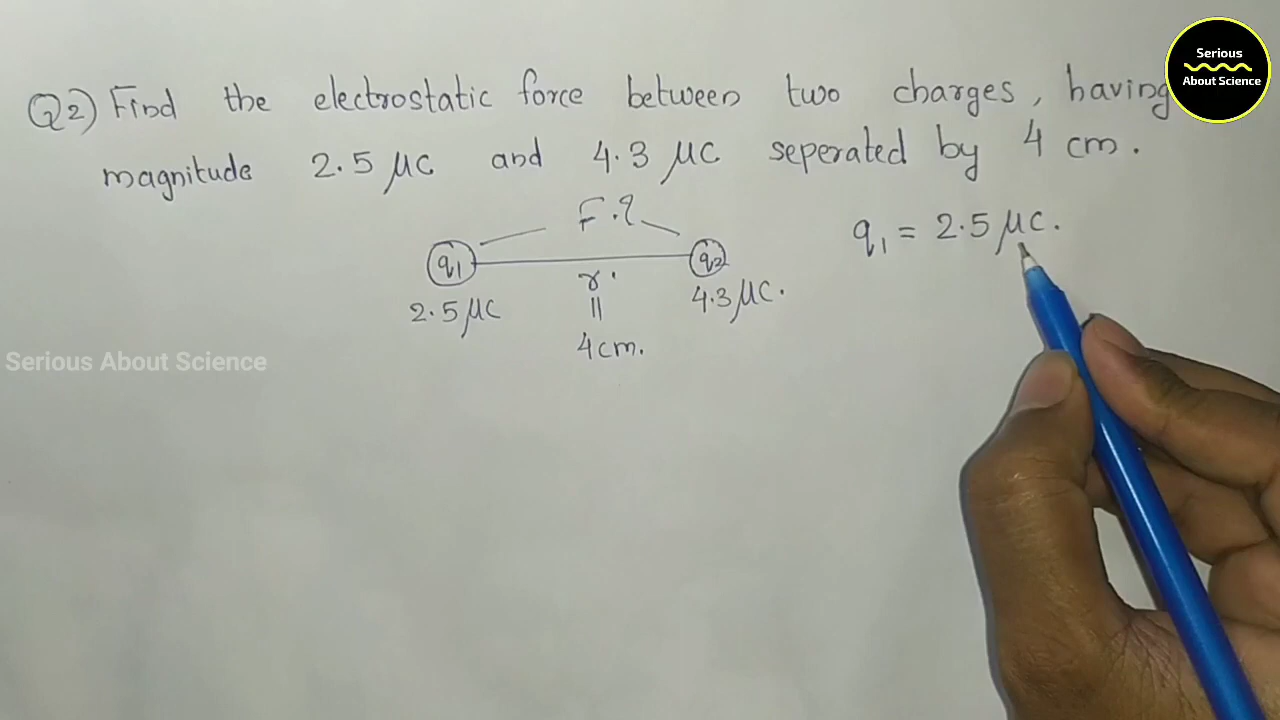 Serious
About Science
Q2) Find the electrostatic force between two charges, having
magnitude 2.5 μC and 4.3 μC seperated by 4 cm.
F.?
q1 = 2.5 μC.
q1
q2
r.
2.5 μC
=
4.3 μC.
4cm.
Serious About Science